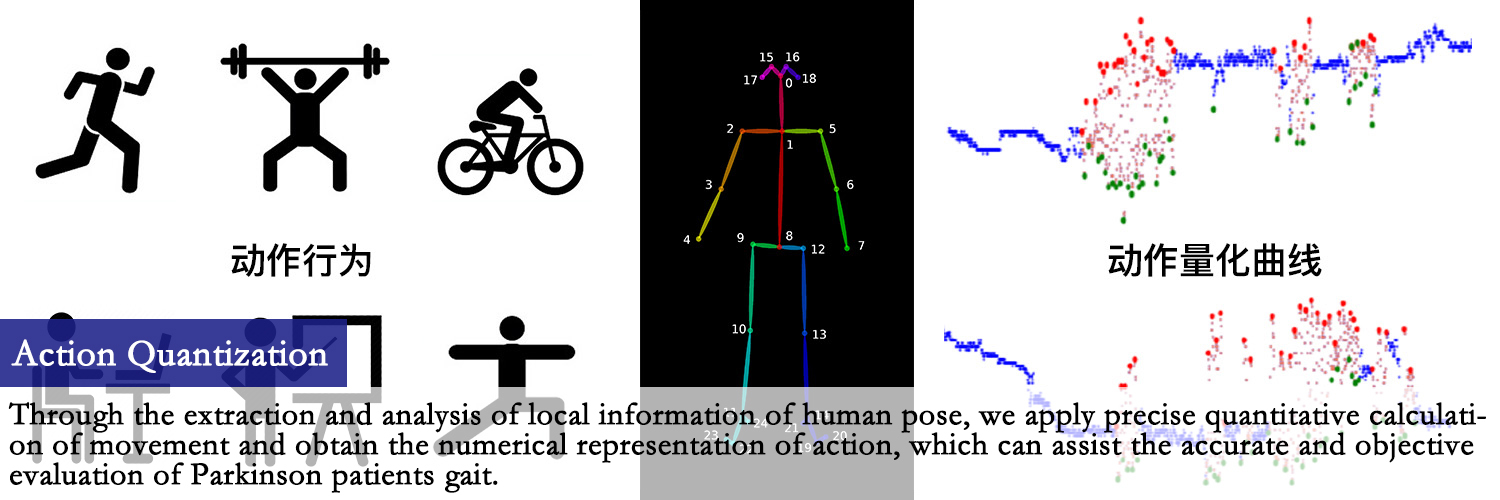 15 16
17 18
0
2 5
1
3 6
4 7
9 8 12
10 13
动作行为
动作量化曲线
Action Quantization
Through the extraction and analysis of local information of human pose, we apply precise quantitative calculati-
on of movement and obtain the numerical representation of action, which can assist the accurate and objective
evaluation of Parkinson patients gait.
24 21 20
23 19